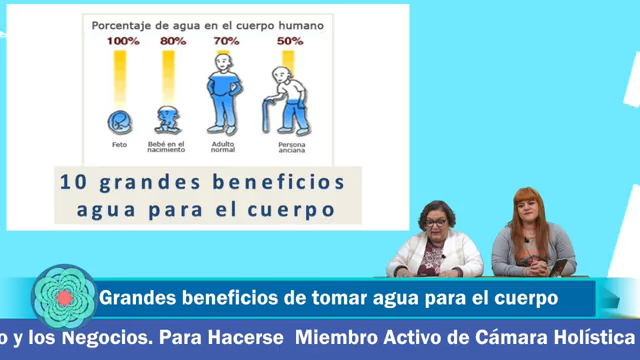 Porcentaje de agua en el cuerpo humano
100% 80% 70% 50%
Feto
Bebé en el
nacimiento
Adulto
normal
Persona
anciana
10 grandes beneficios
agua para el cuerpo
Grandes beneficios de tomar agua para el cuerpo
o y los Negocios. Para Hacerse Miembro Activo de Cámara Holística